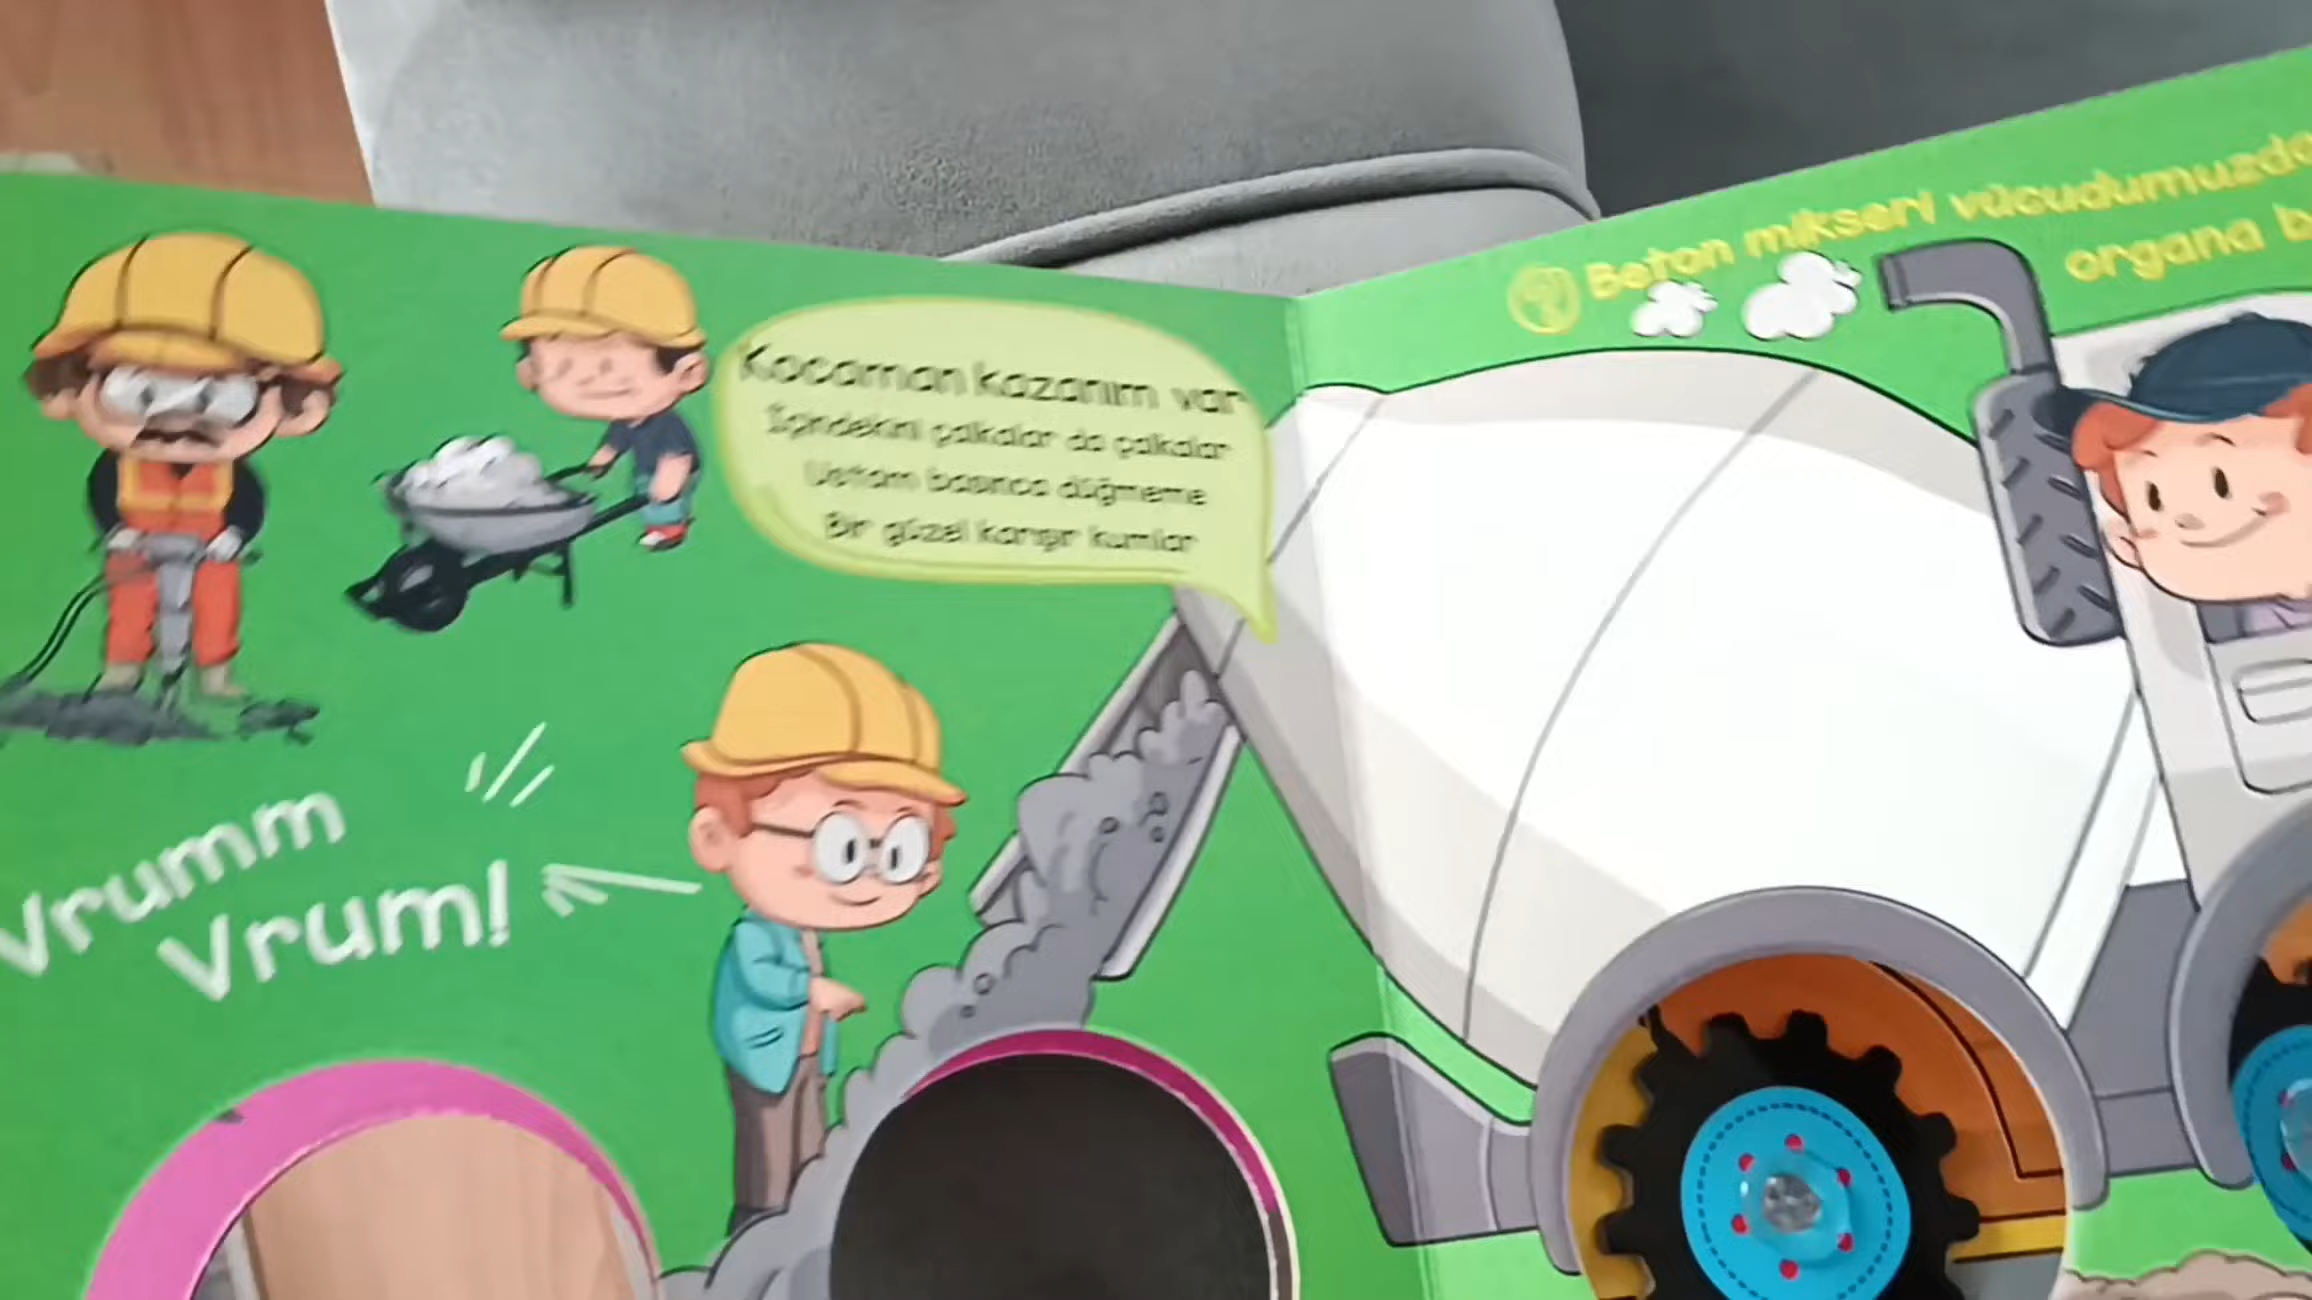 Kocaman kazanım var
İçindekini çalkalar da çalkalar
Ustam basınca düğmeme
Bir güzel karışır kumlar
Vrumm
Vrum!
Beton mikseri vücudumuzda
organa b